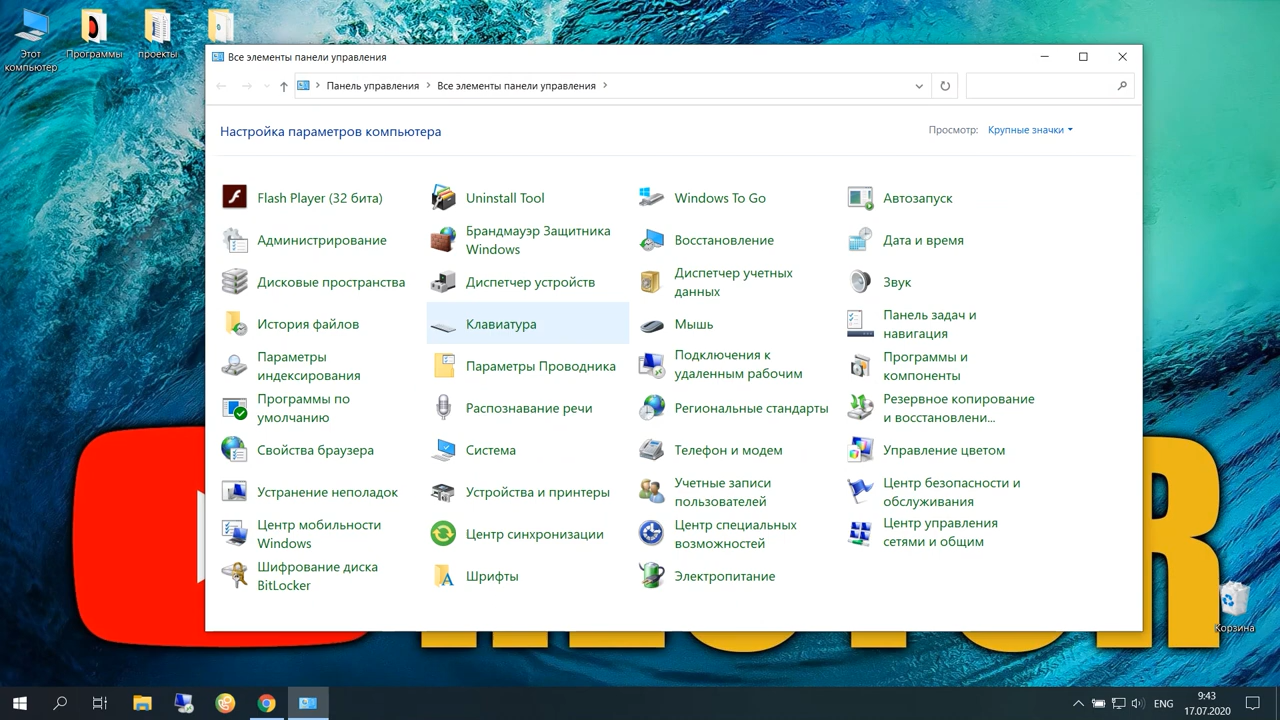 Этот
компьютер
Программы
проекты
Все элементы панели управления
Панель управления
Все элементы панели управления
Настройка параметров компьютера
Просмотр:
Крупные значки
Flash Player (32 бита)
Uninstall Tool
Windows To Go
Автозапуск
Администрирование
Брандмауэр Защитника
Windows
Восстановление
Дата и время
Дисковые пространства
Диспетчер устройств
Диспетчер учетных
данных
Звук
История файлов
Клавиатура
Мышь
Панель задач и
навигация
Параметры
индексирования
Параметры Проводника
Подключения к
удаленным рабочим
Программы и
компоненты
Программы по
умолчанию
Распознавание речи
Региональные стандарты
Резервное копирование
и восстановлени...
Свойства браузера
Система
Телефон и модем
Управление цветом
Устранение неполадок
Устройства и принтеры
Учетные записи
пользователей
Центр безопасности и
обслуживания
Центр мобильности
Windows
Центр синхронизации
Центр специальных
возможностей
Центр управления
сетями и общим
Шифрование диска
BitLocker
Шрифты
Электропитание
Корзина
ENG
9:43
17.07.2020